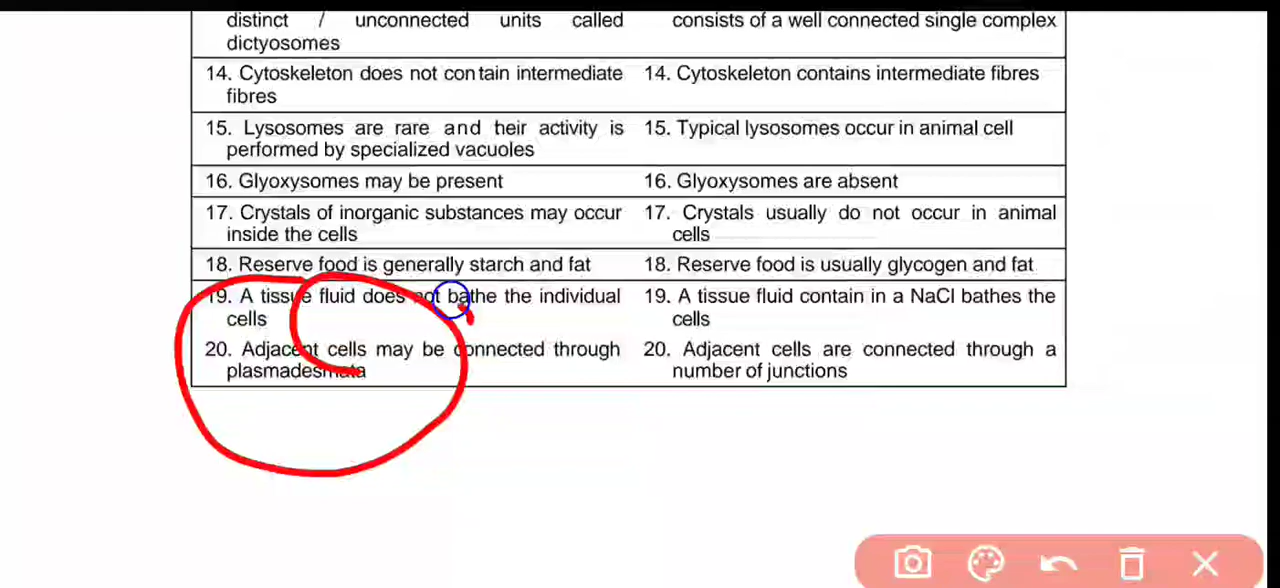 distinct / unconnected units called
dictyosomes
consists of a well connected single complex
14. Cytoskeleton does not contain intermediate
fibres
14. Cytoskeleton contains intermediate fibres
15. Lysosomes are rare and heir activity is
performed by specialized vacuoles
15. Typical lysosomes occur in animal cell
16. Glyoxysomes may be present
16. Glyoxysomes are absent
17. Crystals of inorganic substances may occur
inside the cells
17. Crystals usually do not occur in animal
cells
18. Reserve food is generally starch and fat
18. Reserve food is usually glycogen and fat
19. A tissue fluid does not bathe the individual
cells
19. A tissue fluid contain in a NaCl bathes the
cells
20. Adjacent cells may be connected through
plasmadesmata
20. Adjacent cells are connected through a
number of junctions